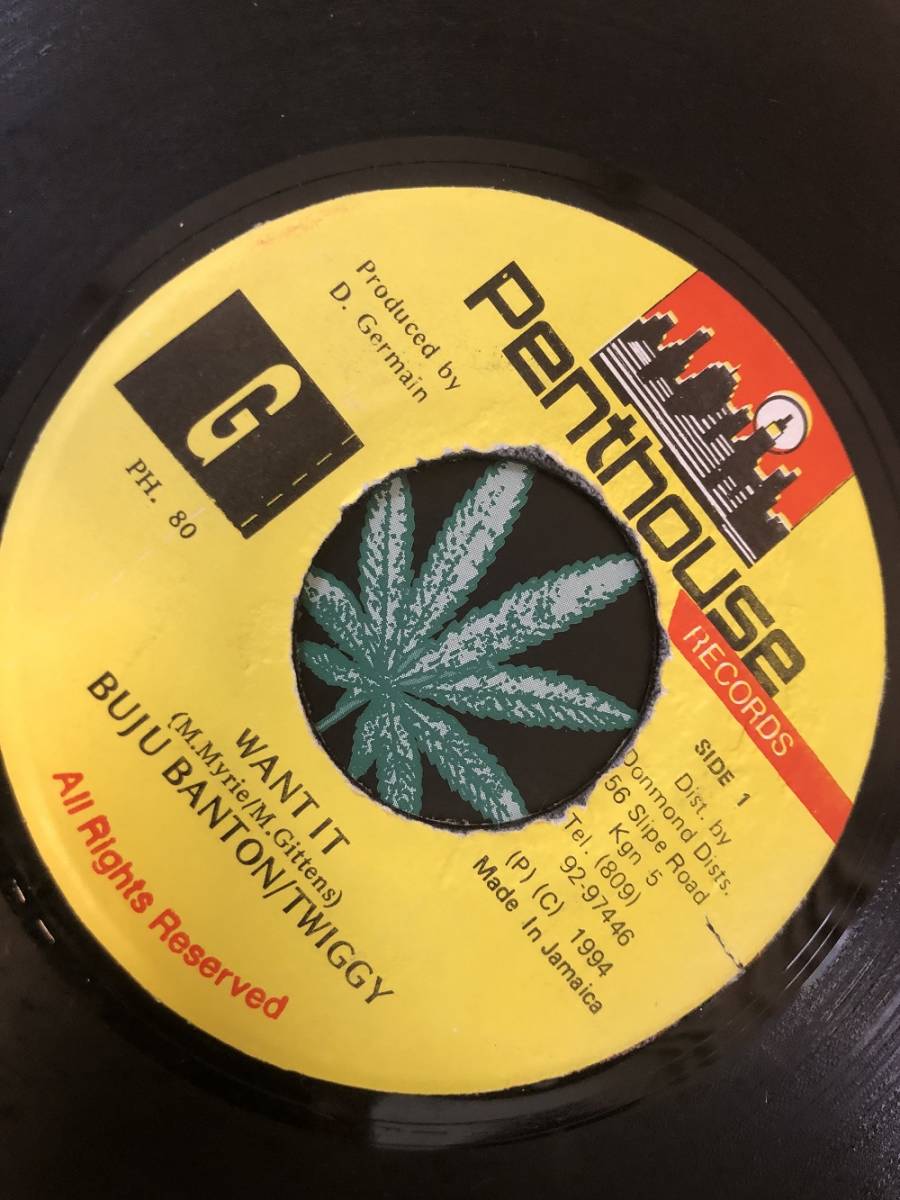 Penthouse
RECORDS
Produced by
D. Germain
G
PH. 80
SIDE 1
Dist. by
Donmond Dists.
56 Slipe Road
Kgn 5
Tel. (809)
92-97446
(P) (C) 1994
Made In Jamaica
WANT IT
(M.Myrie/M.Gittens)
BUJU BANTON/TWIGGY
All Rights Reserved